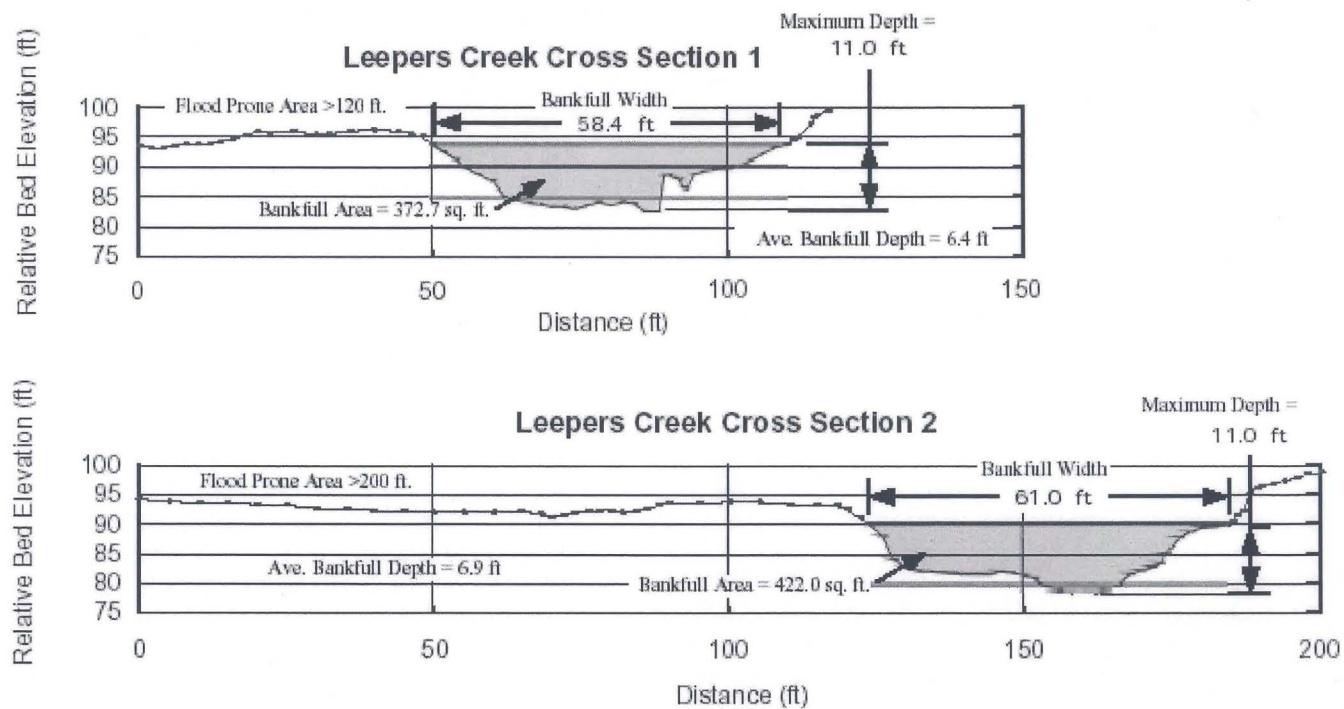 Maximum Depth =
11.0 ft
Leepers Creek Cross Section 1
Relative Bed Elevation (ft)
100
95
90
85
80
75
Flood Prone Area >120 ft.
Bankfull Width
58.4 ft
Bankfull Area = 372.7 sq. ft.
Ave. Bankfull Depth = 6.4 ft
0
50
100
150
Distance (ft)
Maximum Depth =
11.0 ft
Leepers Creek Cross Section 2
Relative Bed Elevation (ft)
100
95
90
85
80
75
Flood Prone Area >200 ft.
Bankfull Width
61.0 ft
Ave. Bankfull Depth = 6.9 ft
Bankfull Area = 422.0 sq. ft.
0
50
100
150
200
Distance (ft)